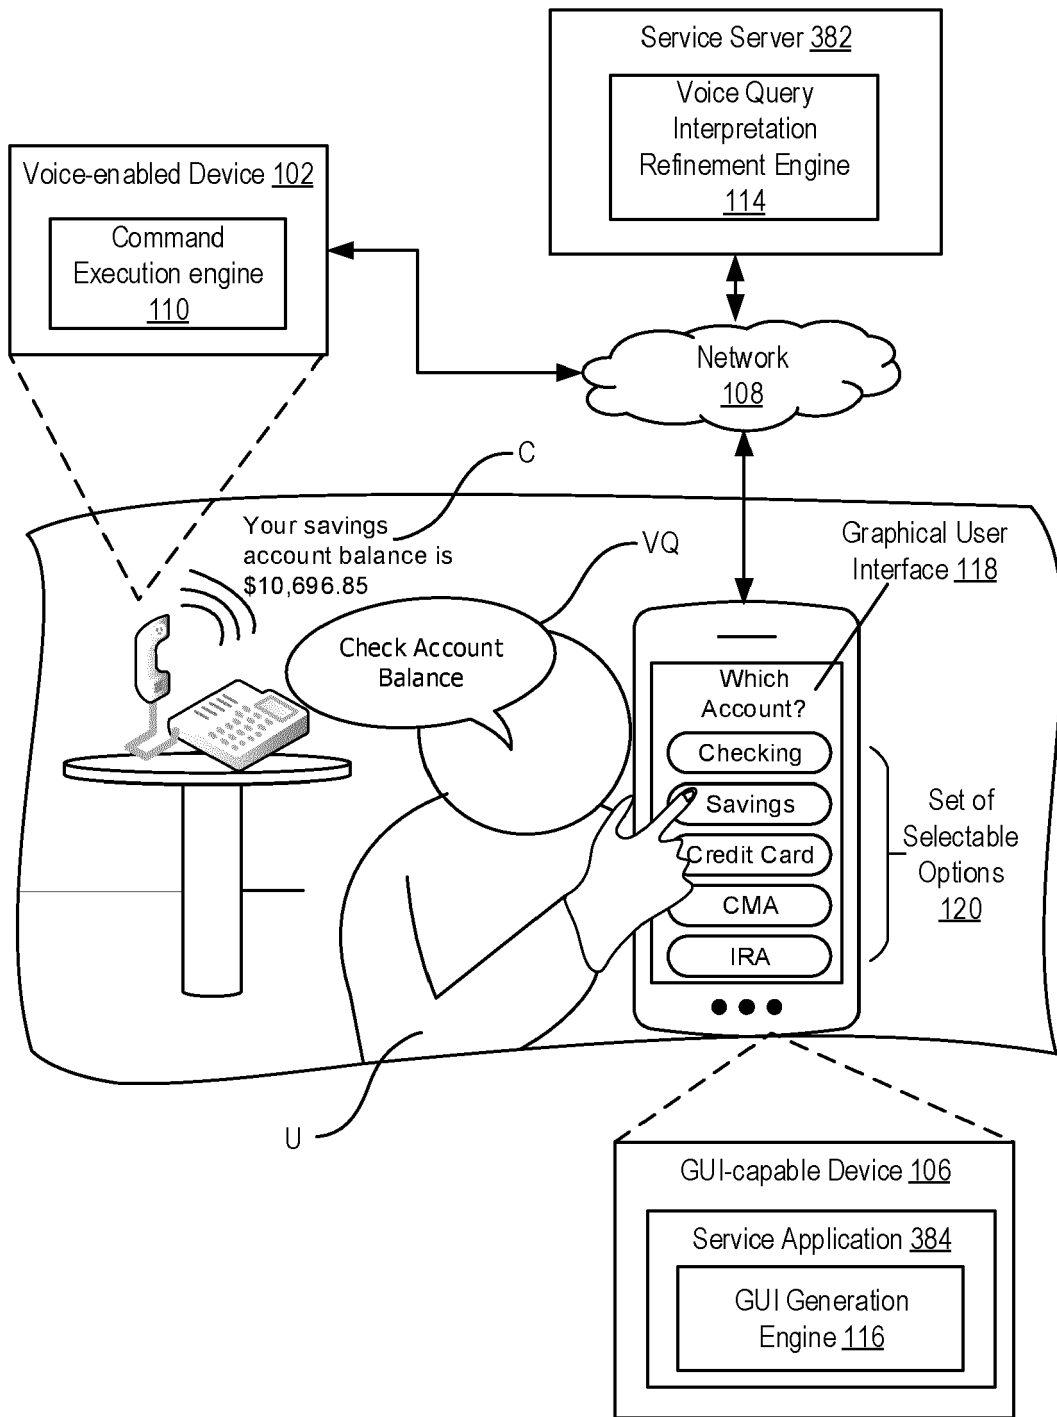 Service Server 382
Voice Query
Interpretation
Refinement Engine
114
Voice-enabled Device 102
Command
Execution engine
110
Network
108
C
Your savings
account balance is
$10,696.85
VQ
Check Account
Balance
Graphical User
Interface 118
Which
Account?
Checking
Savings
Credit Card
CMA
IRA
Set of
Selectable
Options
120
U
GUI-capable Device 106
Service Application 384
GUI Generation
Engine 116